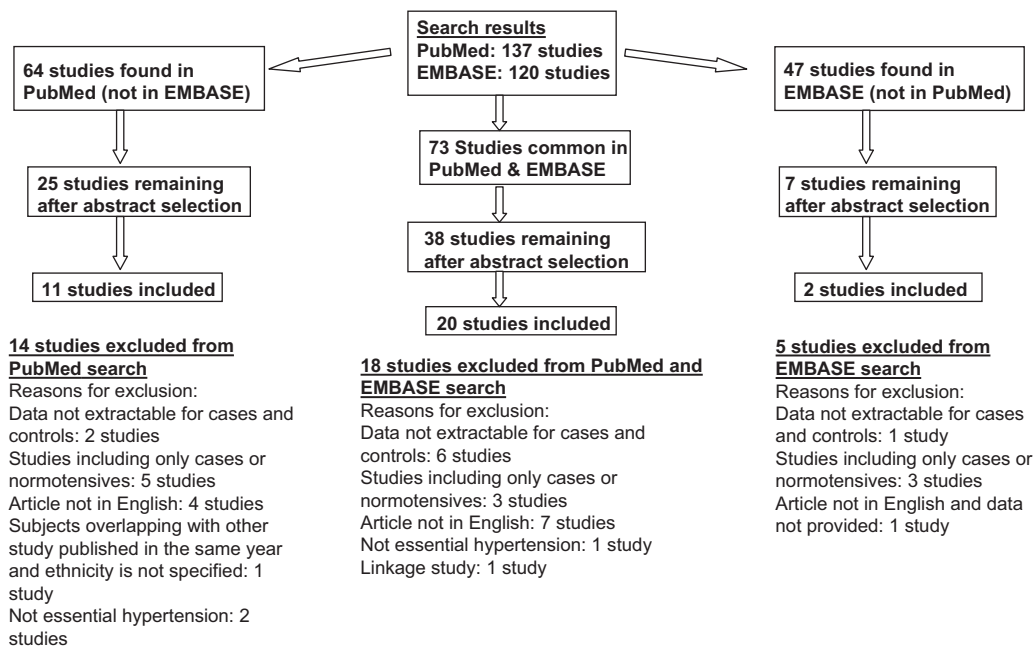 Search results
PubMed: 137 studies
EMBASE: 120 studies
64 studies found in
PubMed (not in EMBASE)
47 studies found in
EMBASE (not in PubMed)
73 Studies common in
PubMed & EMBASE
25 studies remaining
after abstract selection
7 studies remaining
after abstract selection
38 studies remaining
after abstract selection
11 studies included
2 studies included
20 studies included
14 studies excluded from
PubMed search
Reasons for exclusion:
Data not extractable for cases and
controls: 2 studies
Studies including only cases or
normotensives: 5 studies
Article not in English: 4 studies
Subjects overlapping with other
study published in the same year
and ethnicity is not specified: 1
study
Not essential hypertension: 2
studies
18 studies excluded from PubMed and
EMBASE search
Reasons for exclusion:
Data not extractable for cases and
controls: 6 studies
Studies including only cases or
normotensives: 3 studies
Article not in English: 7 studies
Not essential hypertension: 1 study
Linkage study: 1 study
5 studies excluded from
EMBASE search
Reasons for exclusion:
Data not extractable for cases
and controls: 1 study
Studies including only cases or
normotensives: 3 studies
Article not in English and data
not provided: 1 study